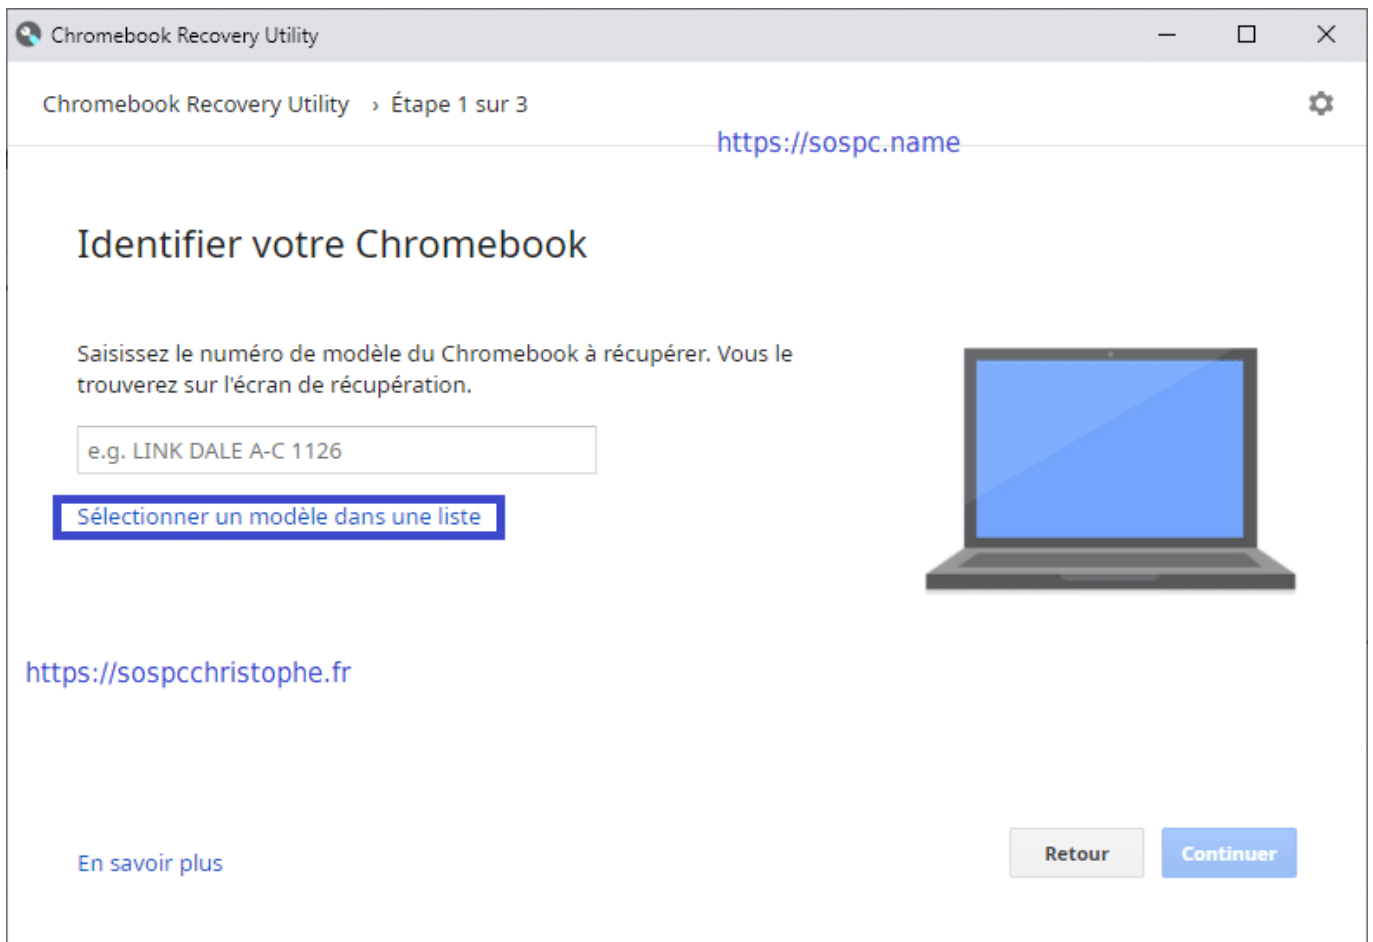 Chromebook Recovery Utility
Chromebook Recovery Utility › Étape 1 sur 3
https://sospc.name
Identifier votre Chromebook
Saisissez le numéro de modèle du Chromebook à récupérer. Vous le
trouverez sur l'écran de récupération.
e.g. LINK DALE A-C 1126
Sélectionner un modèle dans une liste
https://sospcchristophe.fr
En savoir plus
Retour
Continuer